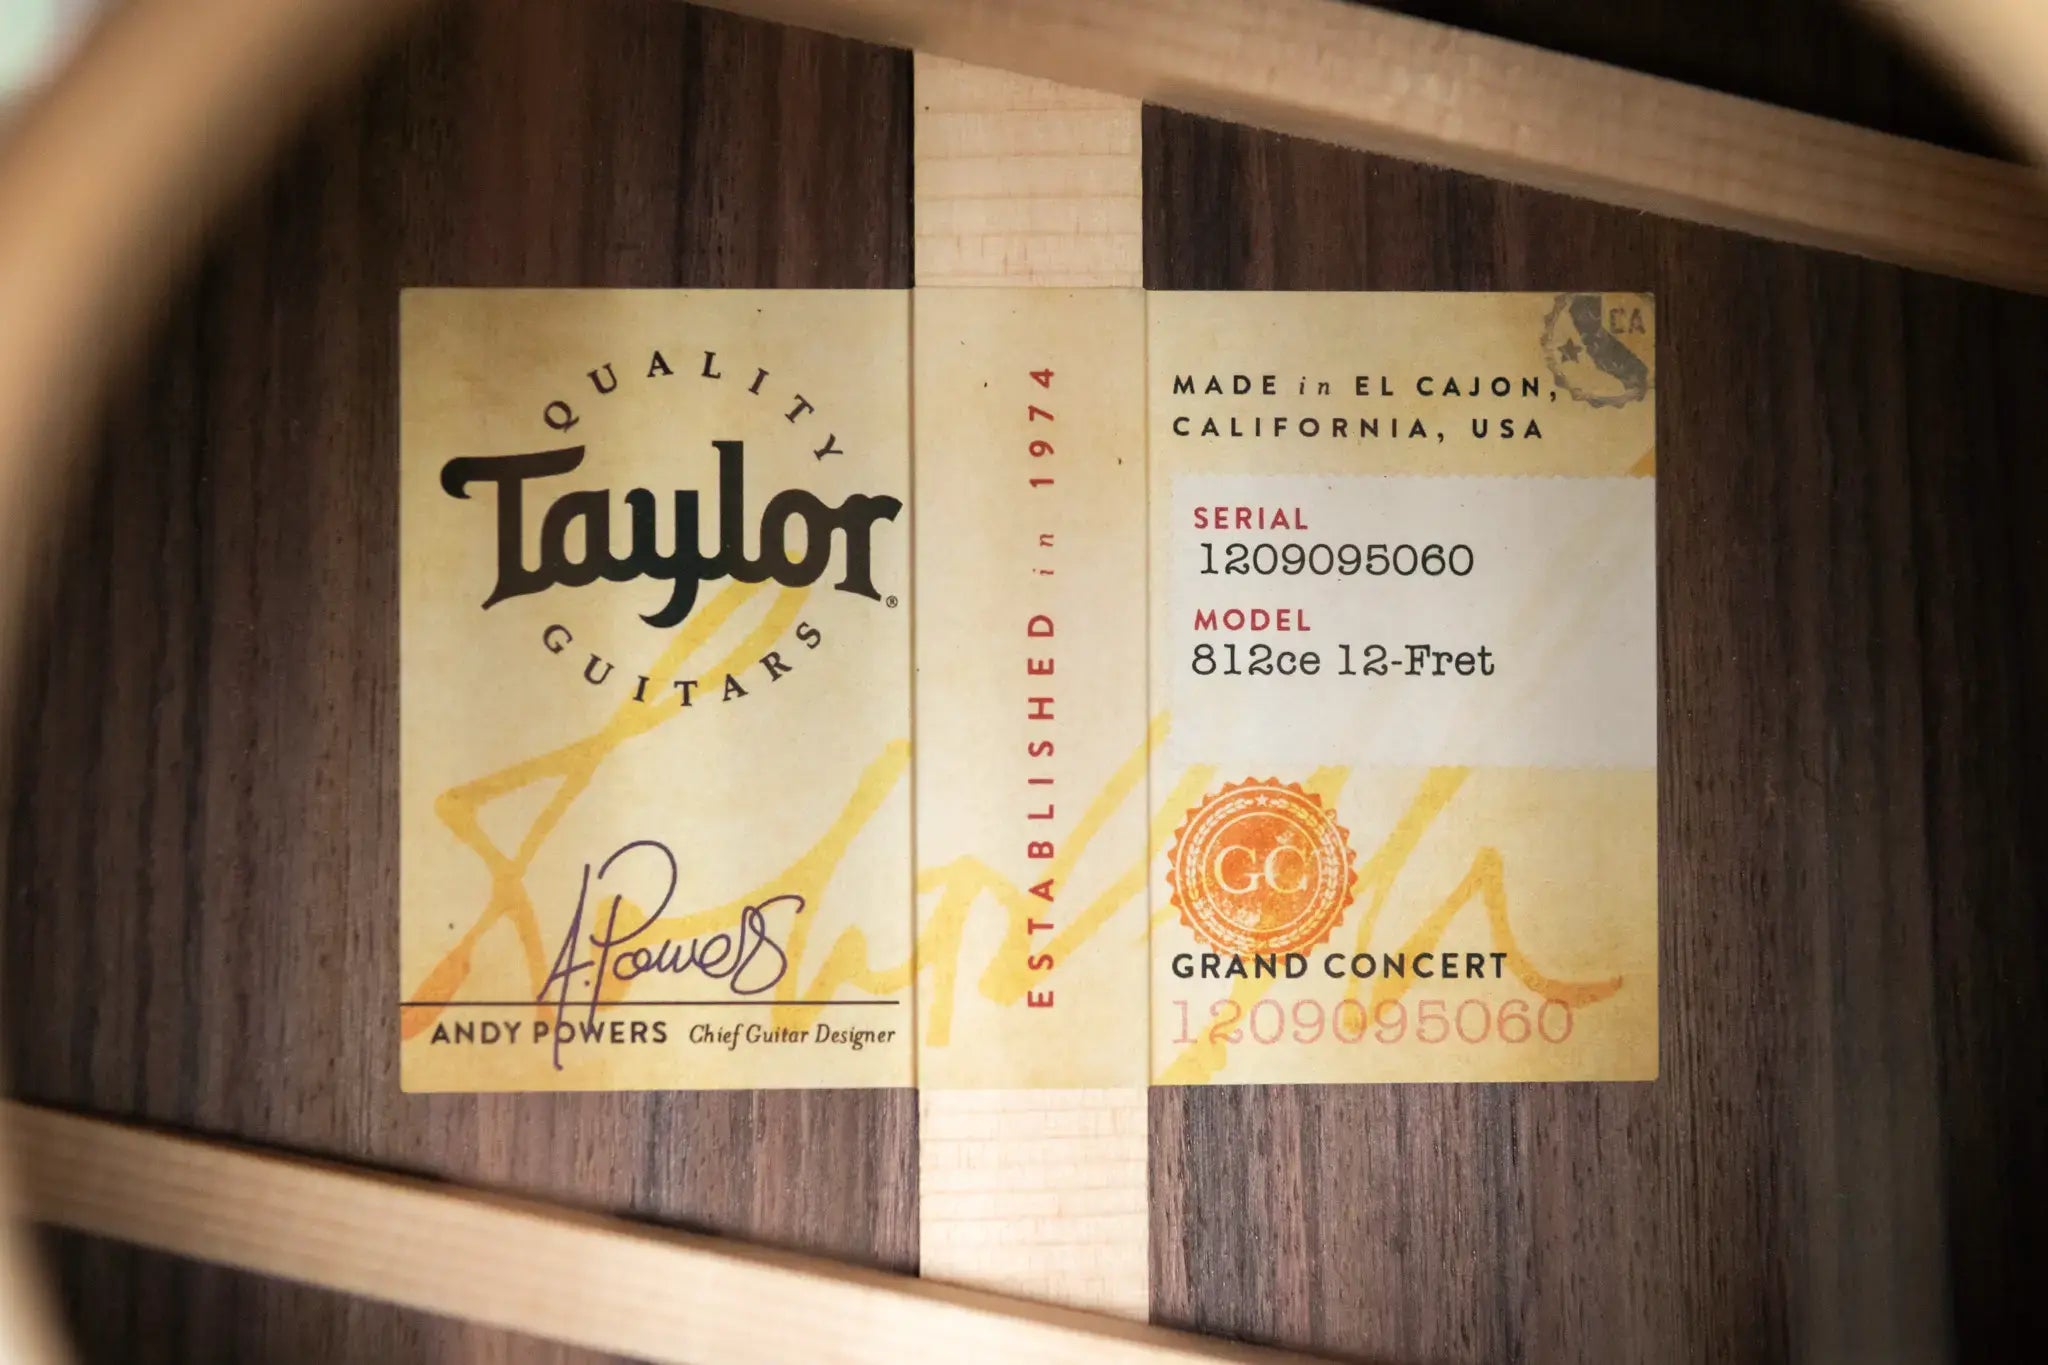 QUALITY
Taylor®
GUITARS
A. Powers
ANDY POWERS Chief Guitar Designer
ESTABLISHED in 1974
CA
MADE in EL CAJON,
CALIFORNIA, USA
SERIAL
1209095060
MODEL
812ce 12-Fret
GC
GRAND CONCERT
1209095060